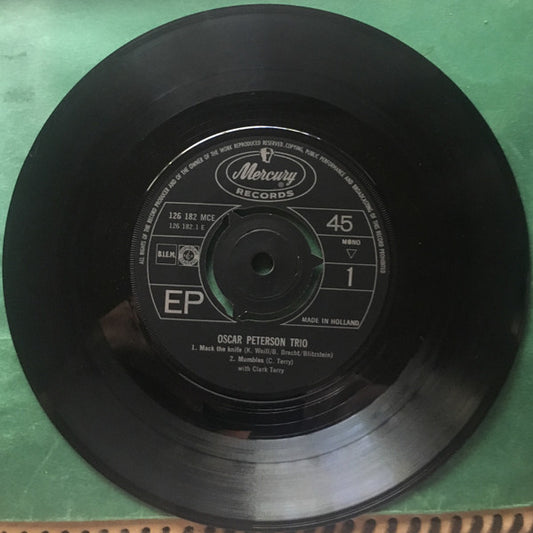 ALL RIGHTS OF THE RECORD PRODUCER AND OF THE OWNER OF THE WORK REPRODUCED RESERVED. COPYING, PUBLIC PERFORMANCE AND BROADCASTING OF THIS RECORD PROHIBITED
Mercury
RECORDS
126 182 MCE
126 182.1 E
45
MONO
B.I.E.M.
1
EP
MADE IN HOLLAND
OSCAR PETERSON TRIO
1. Mack the knife (K. Weill/B. Brecht/Blitzstein)
2. Mumbles (C. Terry)
with Clark Terry